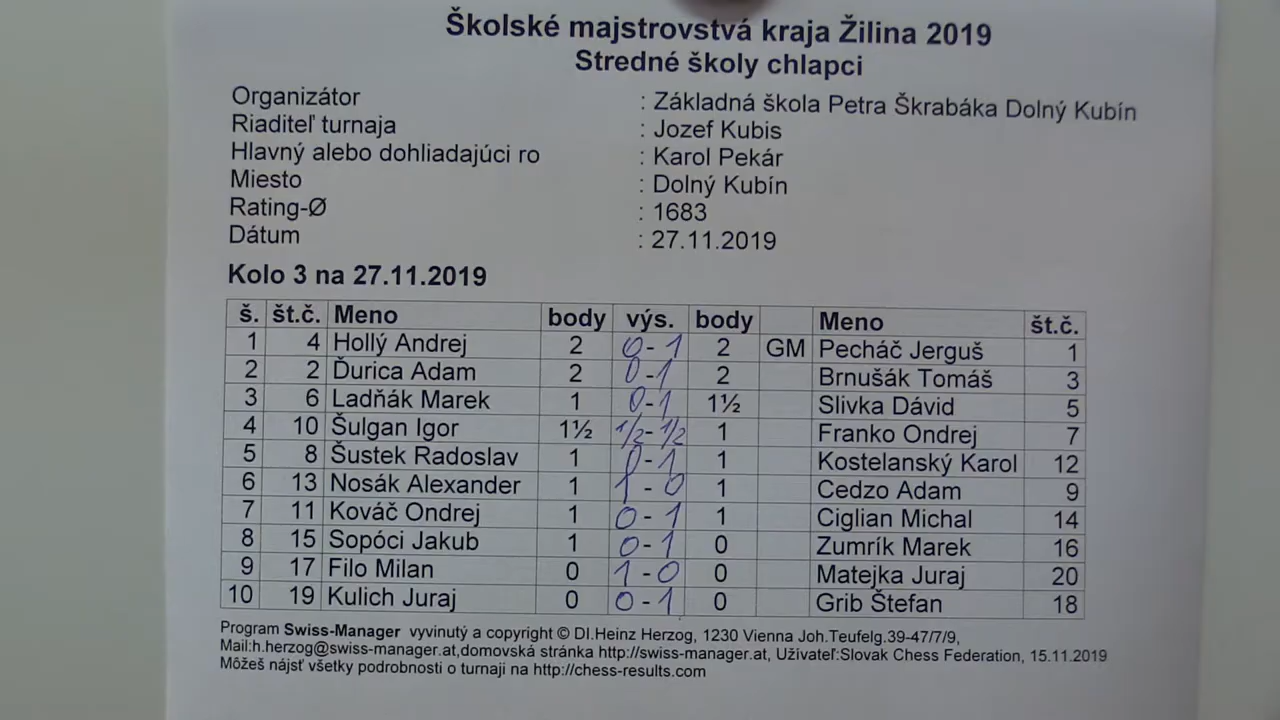 Školské majstrovstvá kraja Žilina 2019
Stredné školy chlapci
Organizátor : Základná škola Petra Škrabáka Dolný Kubín
Riaditeľ turnaja : Jozef Kubis
Hlavný alebo dohliadajúci ro : Karol Pekár
Miesto : Dolný Kubín
Rating-Ø : 1683
Dátum : 27.11.2019
Kolo 3 na 27.11.2019
š. št.č. Meno body výs. body Meno št.č.
1 4 Hollý Andrej 2 0-1 2 GM Pecháč Jerguš 1
2 2 Ďurica Adam 2 0-1 2 Brnušák Tomáš 3
3 6 Ladňák Marek 1 0-1 1½ Slivka Dávid 5
4 10 Šulgan Igor 1½ 1/2-1/2 1 Franko Ondrej 7
5 8 Šustek Radoslav 1 0-1 1 Kostelanský Karol 12
6 13 Nosák Alexander 1 1-0 1 Cedzo Adam 9
7 11 Kováč Ondrej 1 0-1 1 Ciglian Michal 14
8 15 Sopóci Jakub 1 0-1 0 Zumrík Marek 16
9 17 Filo Milan 0 1-0 0 Matejka Juraj 20
10 19 Kulich Juraj 0 0-1 0 Grib Štefan 18
Program Swiss-Manager vyvinutý a copyright © DI.Heinz Herzog, 1230 Vienna Joh.Teufelg.39-47/7/9,
Mail:h.herzog@swiss-manager.at,domovská stránka http://swiss-manager.at, Užívateľ:Slovak Chess Federation, 15.11.2019
Môžeš nájsť všetky podrobnosti o turnaji na http://chess-results.com